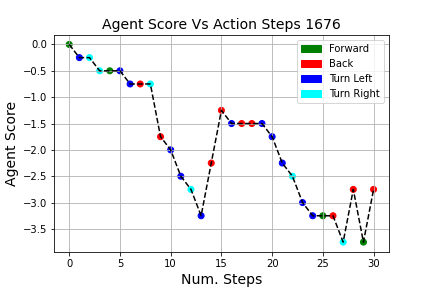 Agent Score Vs Action Steps 1676
Forward
Back
Turn Left
Turn Right
0.0
−0.5
−1.0
−1.5
−2.0
−2.5
−3.0
−3.5
Agent Score
0 5 10 15 20 25 30
Num. Steps